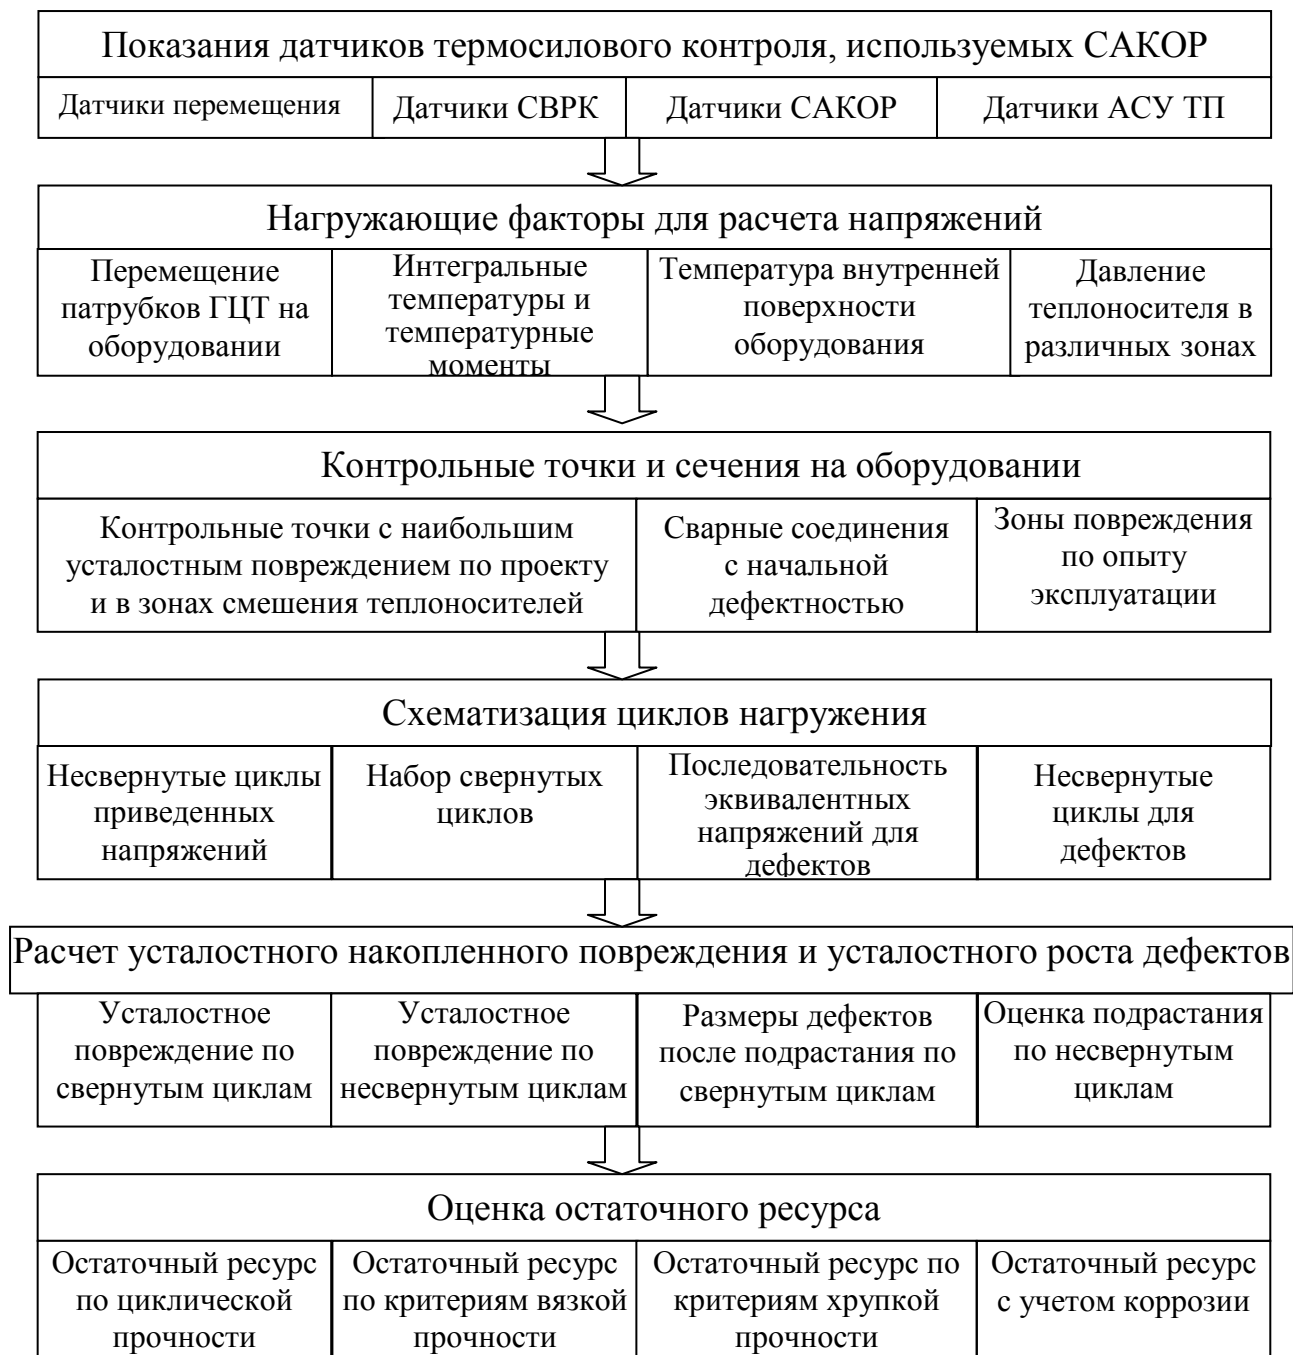 Показания датчиков термосилового контроля, используемых САКОР
Датчики перемещения
Датчики СВРК
Датчики САКОР
Датчики АСУ ТП
Нагружающие факторы для расчета напряжений
Перемещение
патрубков ГЦТ на
оборудовании
Интегральные
температуры и
температурные
моменты
Температура внутренней
поверхности
оборудования
Давление
теплоносителя в
различных зонах
Контрольные точки и сечения на оборудовании
Контрольные точки с наибольшим
усталостным повреждением по проекту
и в зонах смешения теплоносителей
Сварные соединения
с начальной
дефектностью
Зоны повреждения
по опыту
эксплуатации
Схематизация циклов нагружения
Несвернутые циклы
приведенных
напряжений
Набор свернутых
циклов
Последовательность
эквивалентных
напряжений для
дефектов
Несвернутые
циклы для
дефектов
Расчет усталостного накопленного повреждения и усталостного роста дефектов
Усталостное
повреждение по
свернутым циклам
Усталостное
повреждение по
несвернутым циклам
Размеры дефектов
после подрастания по
свернутым циклам
Оценка подрастания
по несвернутым
циклам
Оценка остаточного ресурса
Остаточный ресурс
по циклической
прочности
Остаточный ресурс
по критериям вязкой
прочности
Остаточный ресурс по
критериям хрупкой
прочности
Остаточный ресурс
с учетом коррозии